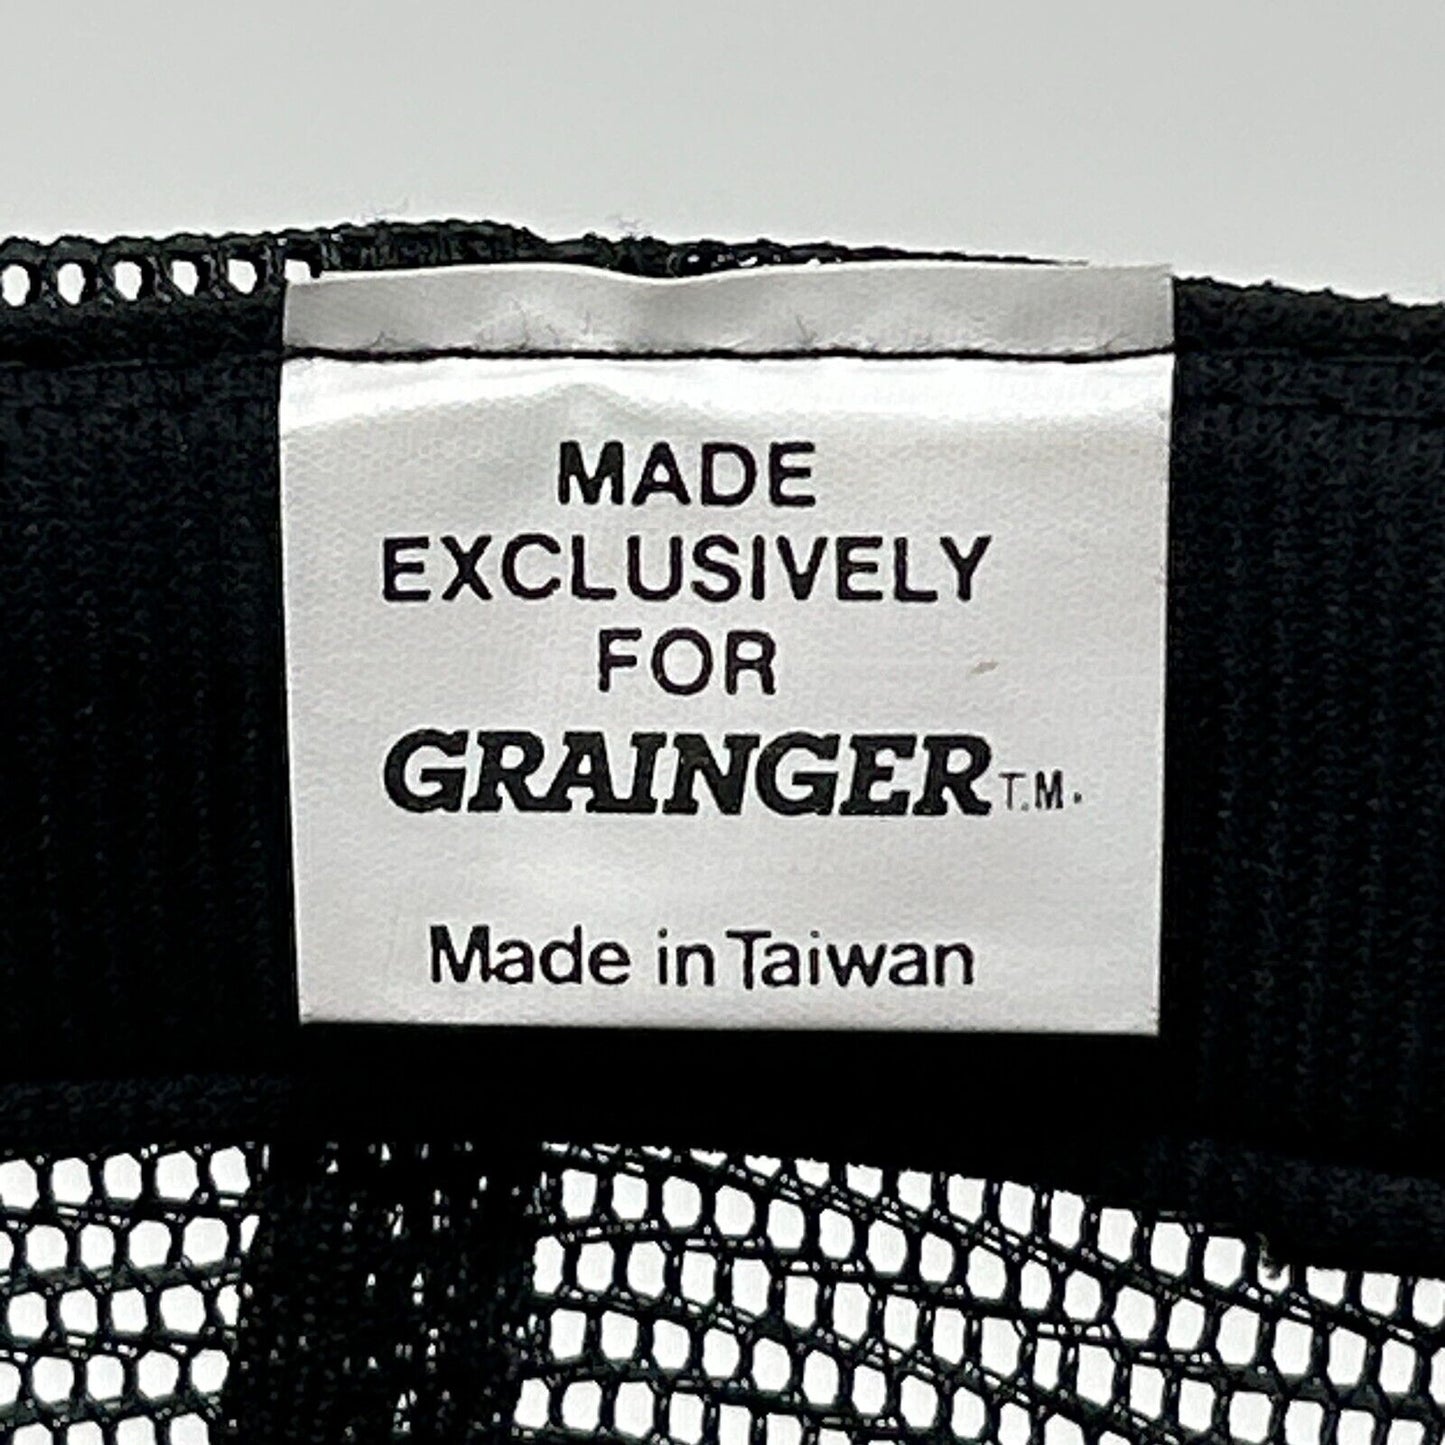 MADE
EXCLUSIVELY
FOR
GRAINGER T.M.
Made in Taiwan